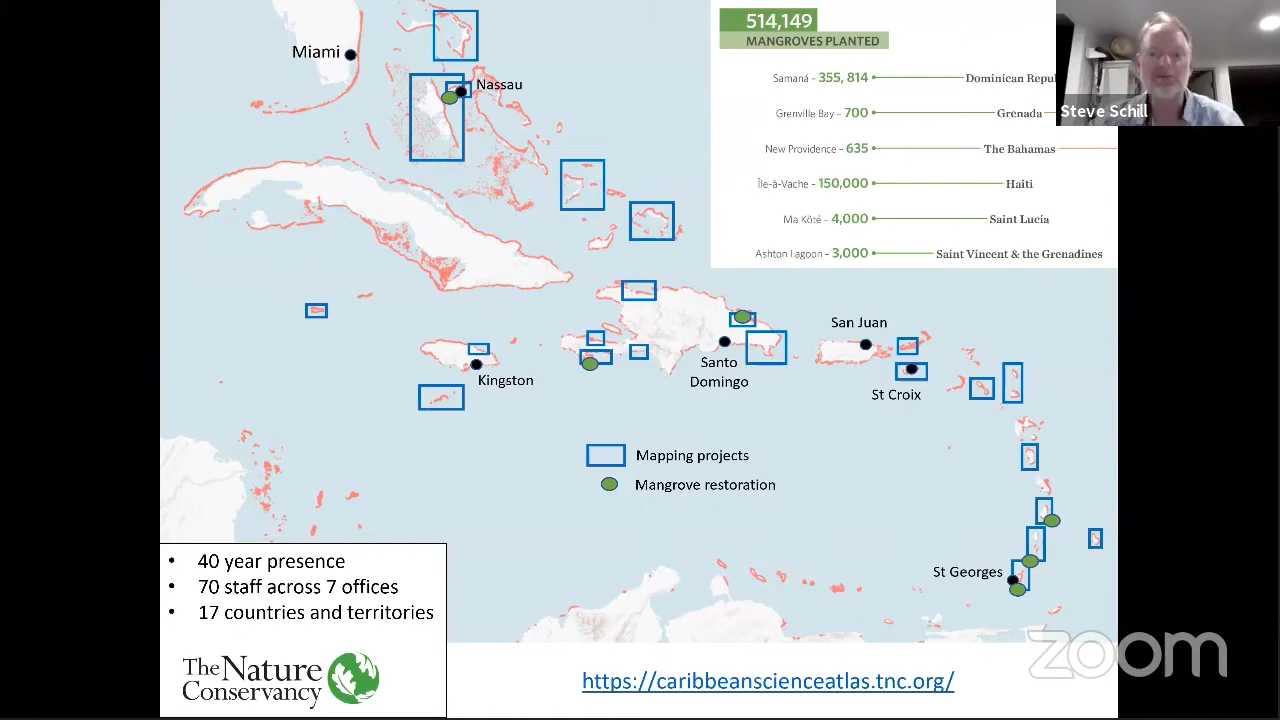 514,149
MANGROVES PLANTED
Samaná - 355, 814 Dominican Repu
Grenville Bay - 700 Grenada
New Providence - 635 The Bahamas
Île-à-Vache - 150,000 Haiti
Ma Kôté - 4,000 Saint Lucia
Ashton Lagoon - 3,000 Saint Vincent & the Grenadines
Steve Schill
Miami
Nassau
San Juan
Santo
Domingo
Kingston
St Croix
Mapping projects
Mangrove restoration
St Georges
• 40 year presence
• 70 staff across 7 offices
• 17 countries and territories
The Nature
Conservancy
https://caribbeanscienceatlas.tnc.org/
zoom